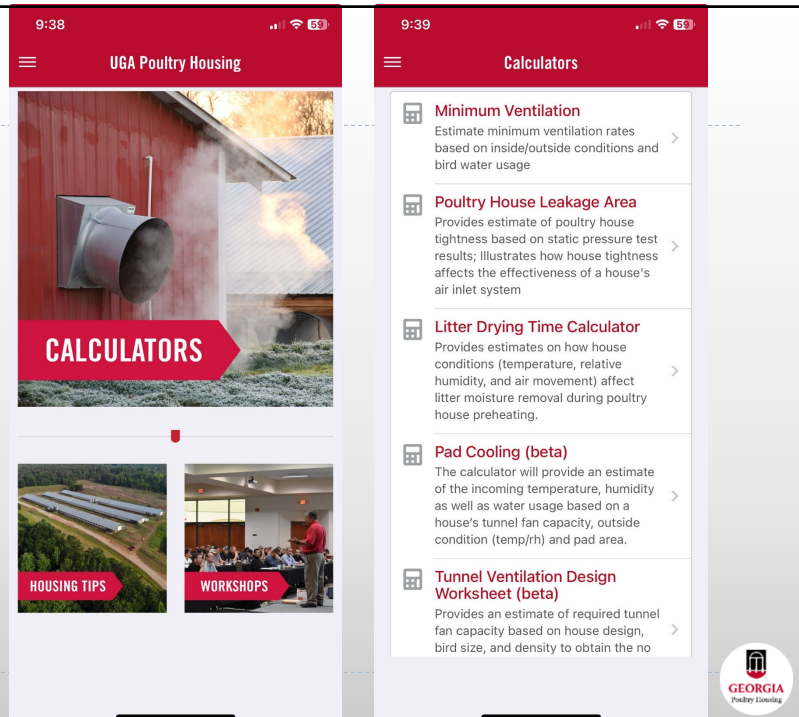 9:38
59
UGA Poultry Housing
CALCULATORS
HOUSING TIPS
WORKSHOPS
9:39
59
Calculators
Minimum Ventilation
Estimate minimum ventilation rates
based on inside/outside conditions and
bird water usage
Poultry House Leakage Area
Provides estimate of poultry house
tightness based on static pressure test
results; Illustrates how house tightness
affects the effectiveness of a house's
air inlet system
Litter Drying Time Calculator
Provides estimates on how house
conditions (temperature, relative
humidity, and air movement) affect
litter moisture removal during poultry
house preheating.
Pad Cooling (beta)
The calculator will provide an estimate
of the incoming temperature, humidity
as well as water usage based on a
house's tunnel fan capacity, outside
condition (temp/rh) and pad area.
Tunnel Ventilation Design
Worksheet (beta)
Provides an estimate of required tunnel
fan capacity based on house design,
bird size, and density to obtain the no
GEORGIA
Poultry Housing